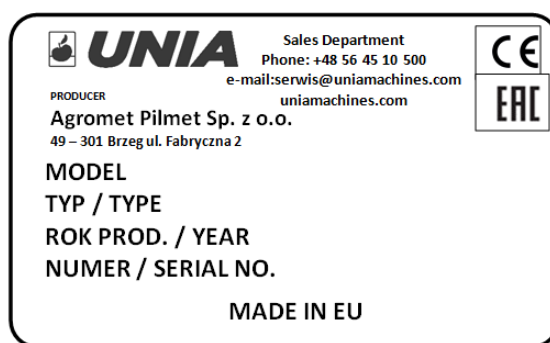 UNIA
Sales Department
Phone: +48 56 45 10 500
e-mail:serwis@uniamachines.com
uniamachines.com
CE
EAC
PRODUCER
Agromet Pilmet Sp. z o.o.
49 – 301 Brzeg ul. Fabryczna 2
MODEL
TYP / TYPE
ROK PROD. / YEAR
NUMER / SERIAL NO.
MADE IN EU